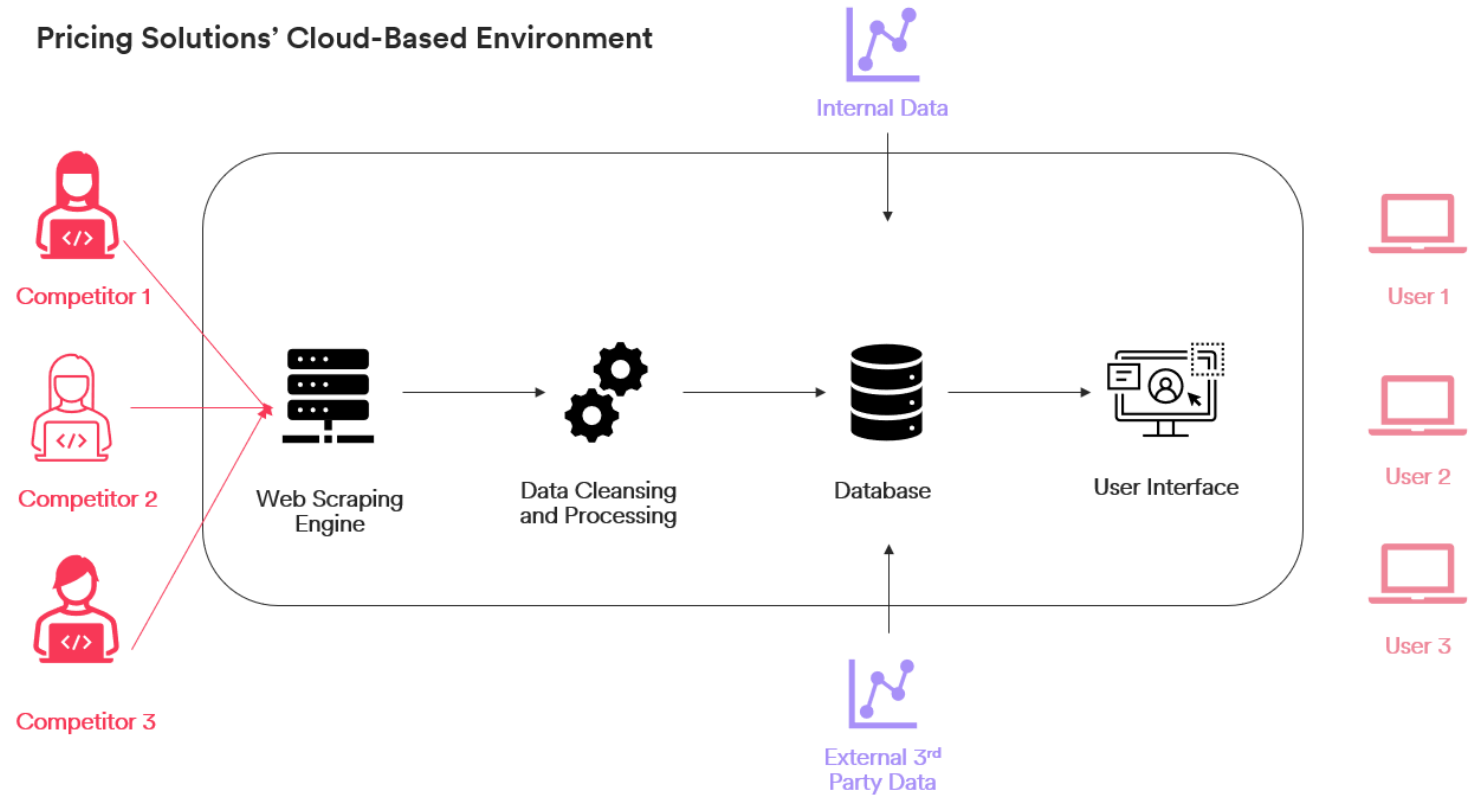 Pricing Solutions’ Cloud-Based Environment
Internal Data
Competitor 1
User 1
Competitor 2
Web Scraping
Engine
Data Cleansing
and Processing
Database
User Interface
User 2
Competitor 3
User 3
External 3rd
Party Data